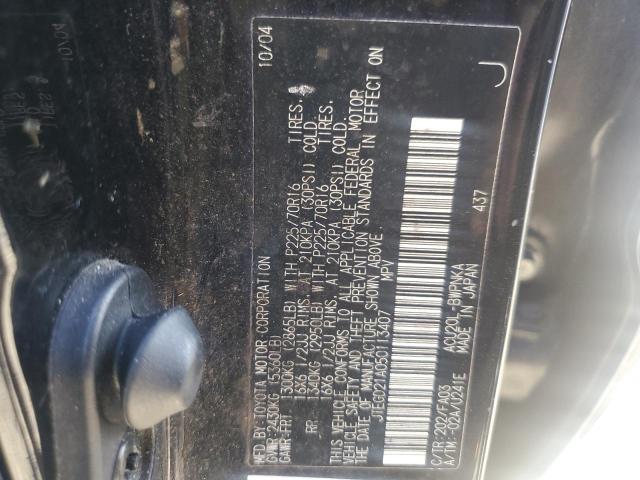 MFD.BY:TOYOTA MOTOR CORPORATION 10/04
GVWR:2450KG (5360LB)
GAWR:FRT 1300KG (2865LB) WITH P225/70R16 TIRES.
16X6 1/2JJ RIMS. AT 210KPA (30PSI) COLD.
RR 1340KG (2950LB) WITH P225/70R16 TIRES.
16X6 1/2JJ RIMS. AT 210KPA (30PSI) COLD.
THIS VEHICLE CONFORMS TO ALL APPLICABLE FEDERAL MOTOR
VEHICLE SAFETY AND THEFT PREVENTION STANDARDS IN EFFECT ON
THE DATE OF MANUFACTURE SHOWN ABOVE.
JTEGD21A050113407 MPV
437
C/TR:202/FA03 ACU20L-BWPNKA
A/TM:-02A/U241E MADE IN JAPAN
J